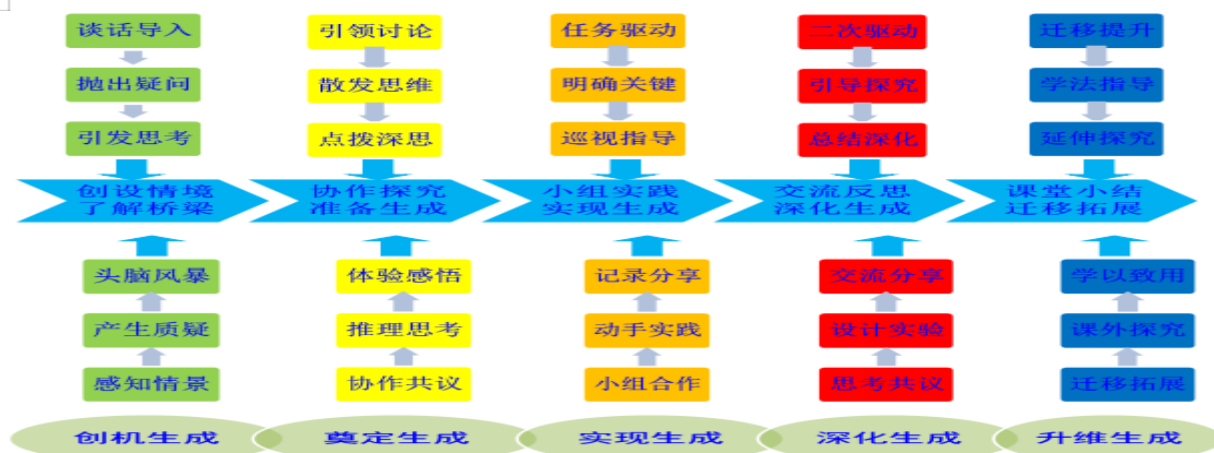 谈话导入
引领讨论
任务驱动
二次驱动
迁移提升
抛出疑问
散发思维
明确关键
引导探究
学法指导
引发思考
点拨深思
巡视指导
总结深化
延伸探究
创设情境
了解桥梁
协作探究
准备生成
小组实践
实现生成
交流反思
深化生成
课堂小结
迁移拓展
头脑风暴
体验感悟
记录分享
交流分享
学以致用
产生质疑
推理思考
动手实践
设计实验
课外探究
感知情景
协作共议
小组合作
思考共议
迁移拓展
创机生成
奠定生成
实现生成
深化生成
升维生成